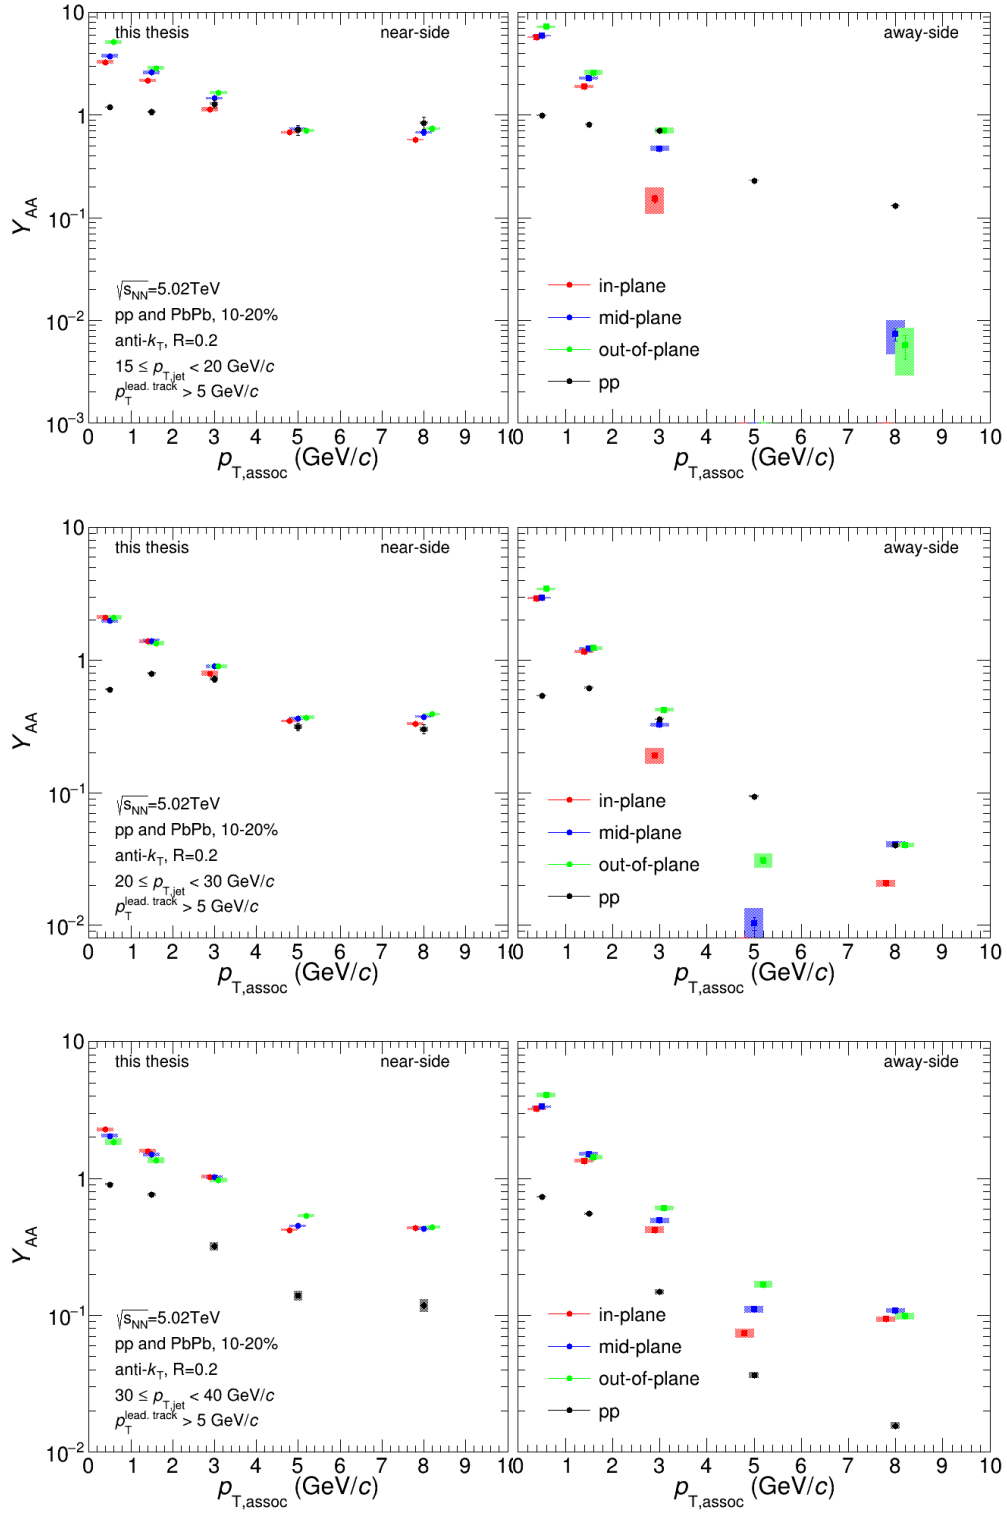 this thesis near-side away-side
10
1
10⁻¹
10⁻²
10⁻³
Y_AA
√s_NN=5.02TeV
pp and PbPb, 10-20%
anti-k_T, R=0.2
15 ≤ p_T,jet < 20 GeV/c
p_T^lead. track > 5 GeV/c
in-plane
mid-plane
out-of-plane
pp
0 1 2 3 4 5 6 7 8 9 10 0 1 2 3 4 5 6 7 8 9 10
p_T,assoc (GeV/c) p_T,assoc (GeV/c)
this thesis near-side away-side
10
1
10⁻¹
10⁻²
Y_AA
√s_NN=5.02TeV
pp and PbPb, 10-20%
anti-k_T, R=0.2
20 ≤ p_T,jet < 30 GeV/c
p_T^lead. track > 5 GeV/c
in-plane
mid-plane
out-of-plane
pp
0 1 2 3 4 5 6 7 8 9 10 0 1 2 3 4 5 6 7 8 9 10
p_T,assoc (GeV/c) p_T,assoc (GeV/c)
this thesis near-side away-side
10
1
10⁻¹
10⁻²
Y_AA
√s_NN=5.02TeV
pp and PbPb, 10-20%
anti-k_T, R=0.2
30 ≤ p_T,jet < 40 GeV/c
p_T^lead. track > 5 GeV/c
in-plane
mid-plane
out-of-plane
pp
0 1 2 3 4 5 6 7 8 9 10 0 1 2 3 4 5 6 7 8 9 10
p_T,assoc (GeV/c) p_T,assoc (GeV/c)